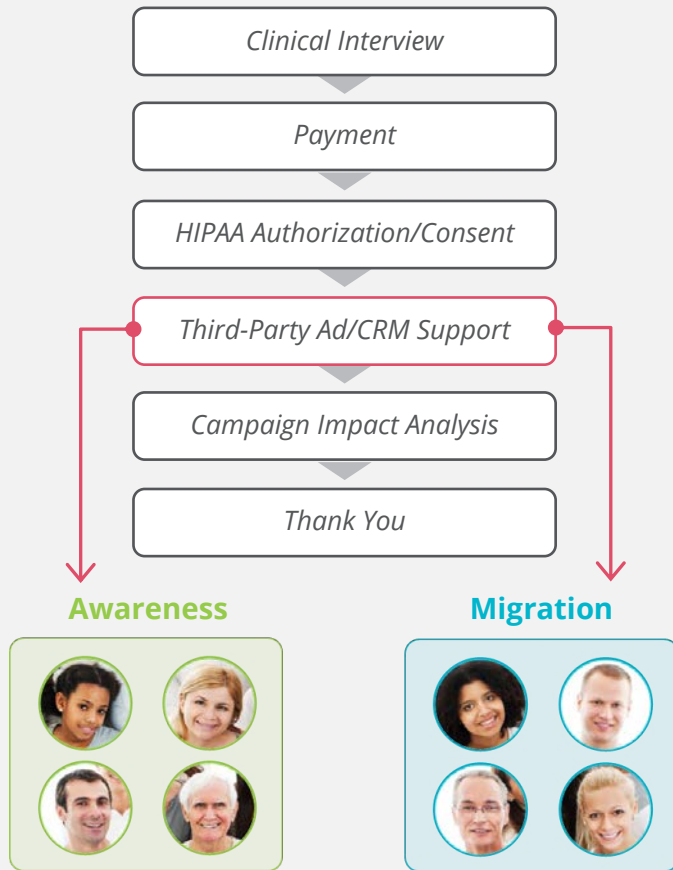 Clinical Interview
Payment
HIPAA Authorization/Consent
Third-Party Ad/CRM Support
Campaign Impact Analysis
Thank You
Awareness
Migration